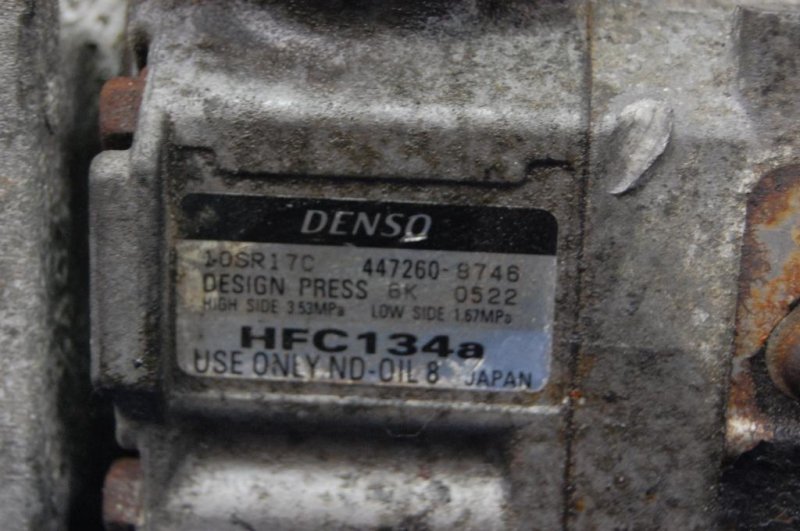 DENSO
10SR17C 447260-8746
DESIGN PRESS 6K 0522
HIGH SIDE 3.53MPa LOW SIDE 1.67MPa
HFC134a
USE ONLY ND-OIL 8 JAPAN